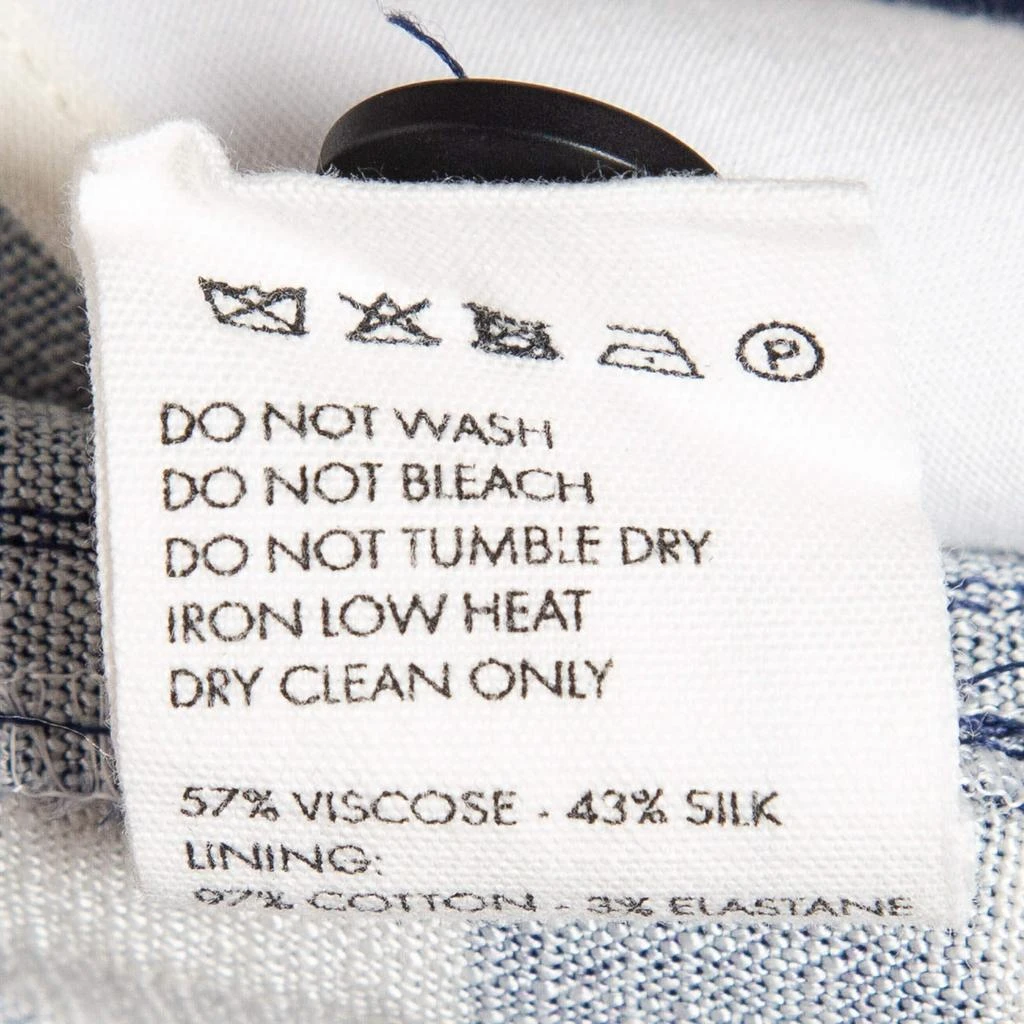 P
DO NOT WASH
DO NOT BLEACH
DO NOT TUMBLE DRY
IRON LOW HEAT
DRY CLEAN ONLY
57% VISCOSE - 43% SILK
LINING:
97% COTTON - 3% ELASTANE